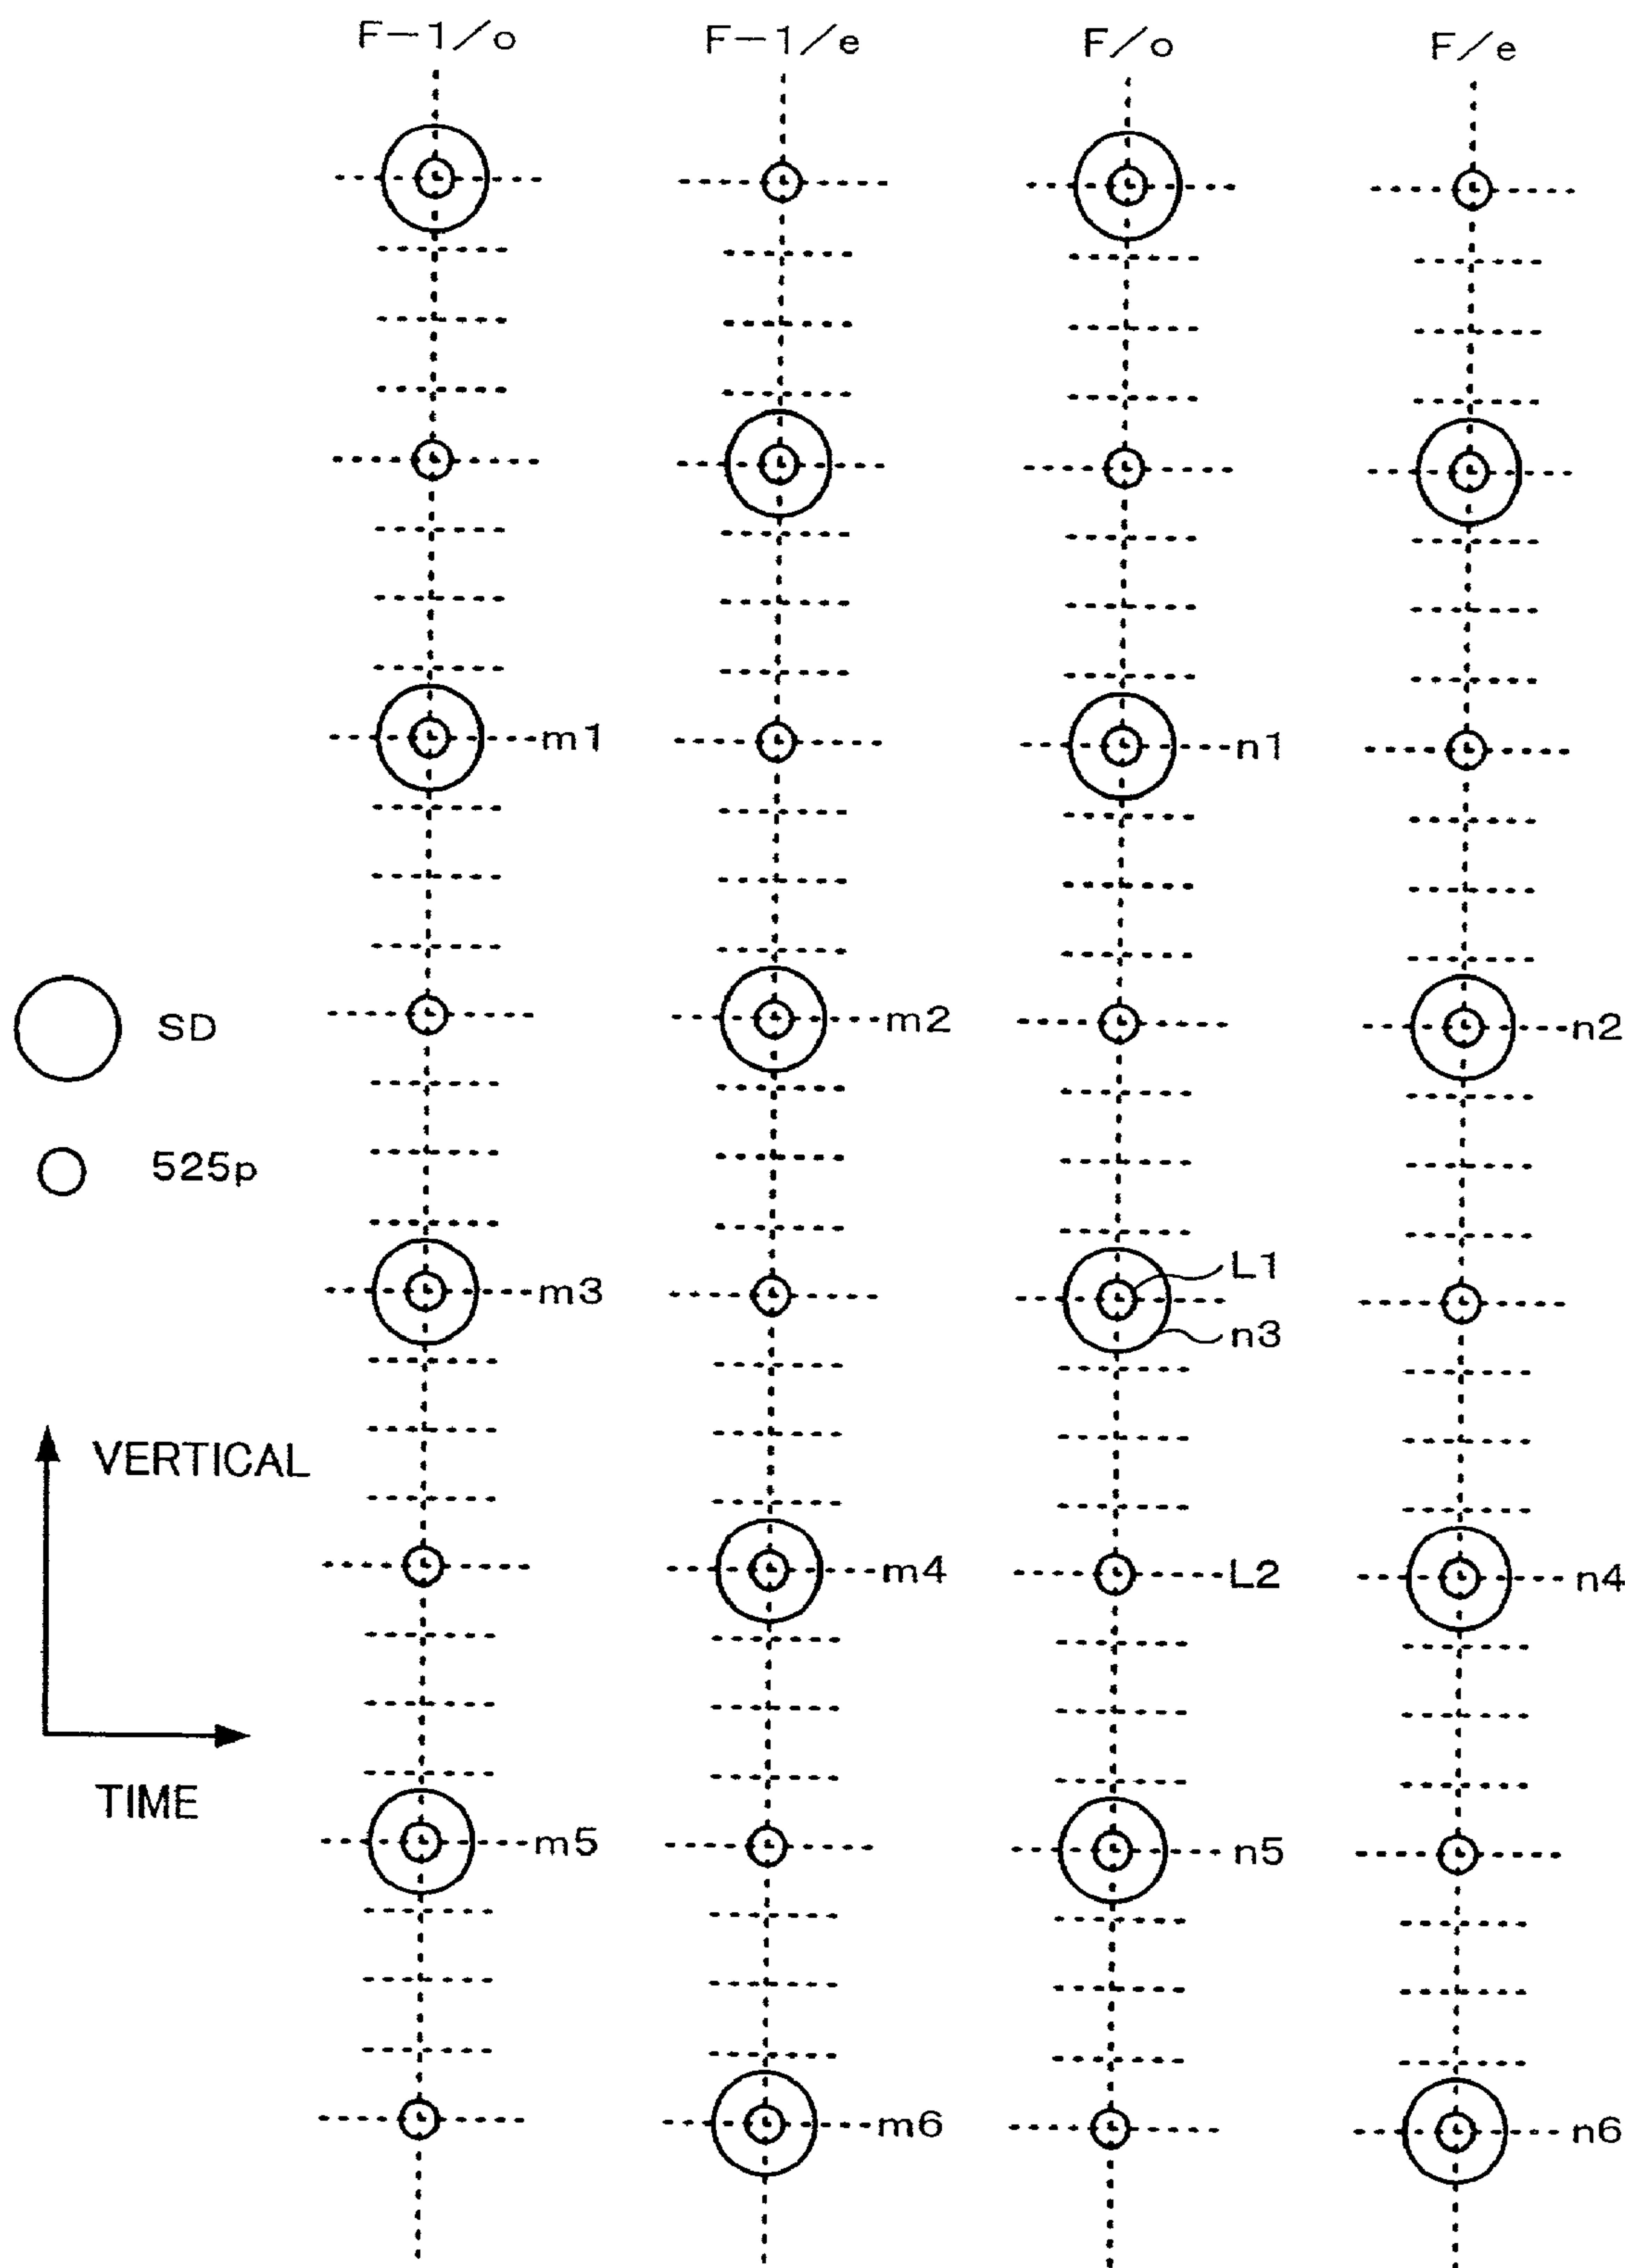 F-1/o F-1/e F/o F/e
m1 n1
SD m2 n2
525p
m3 L1
n3
VERTICAL
m4 L2 n4
TIME
m5 n5
m6 n6